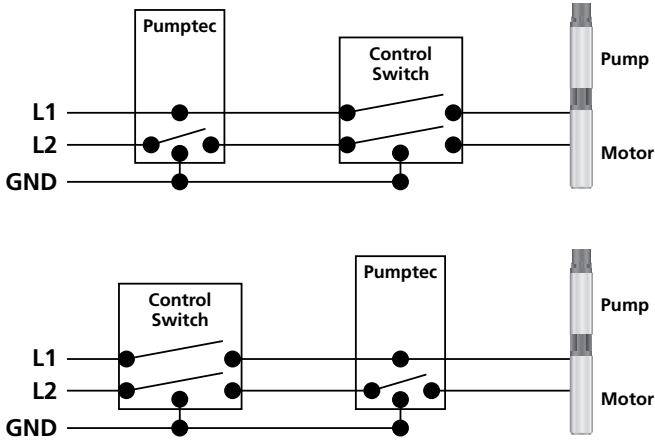 Pumptec
Control
Switch
Pump
L1
L2
Motor
GND
Pumptec
Control
Switch
Pump
L1
L2
Motor
GND